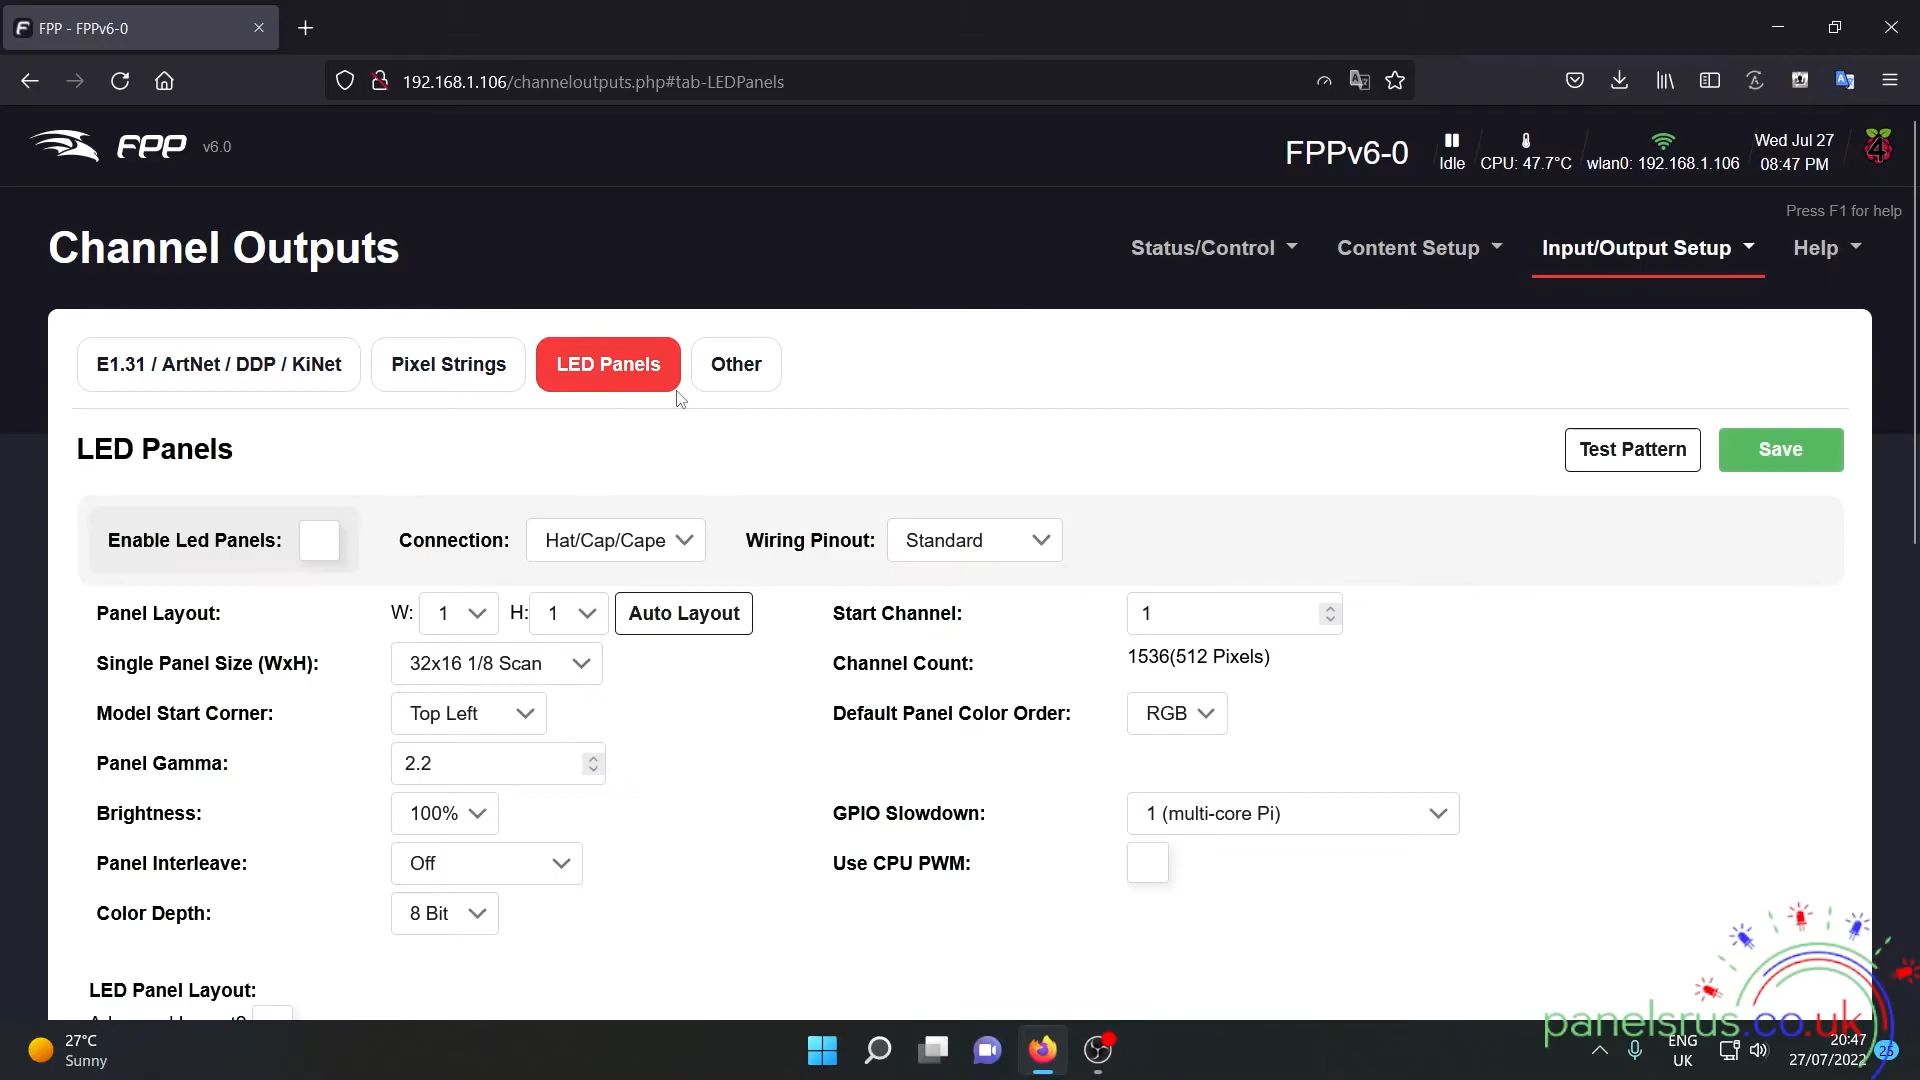 FPP - FPPv6-0
192.168.1.106/channeloutputs.php#tab-LEDPanels
FPP v6.0
FPPv6-0
Idle
CPU: 47.7°C
wlan0: 192.168.1.106
Wed Jul 27
08:47 PM
Press F1 for help
Channel Outputs
Status/Control
Content Setup
Input/Output Setup
Help
E1.31 / ArtNet / DDP / KiNet
Pixel Strings
LED Panels
Other
LED Panels
Test Pattern
Save
Enable Led Panels:
Connection: Hat/Cap/Cape
Wiring Pinout: Standard
Panel Layout: W: 1 H: 1 Auto Layout
Start Channel: 1
Single Panel Size (WxH): 32x16 1/8 Scan
Channel Count: 1536(512 Pixels)
Model Start Corner: Top Left
Default Panel Color Order: RGB
Panel Gamma: 2.2
Brightness: 100%
GPIO Slowdown: 1 (multi-core Pi)
Panel Interleave: Off
Use CPU PWM:
Color Depth: 8 Bit
LED Panel Layout:
panelsrus.co.uk
27°C
Sunny
ENG
UK
20:47
27/07/2022
25